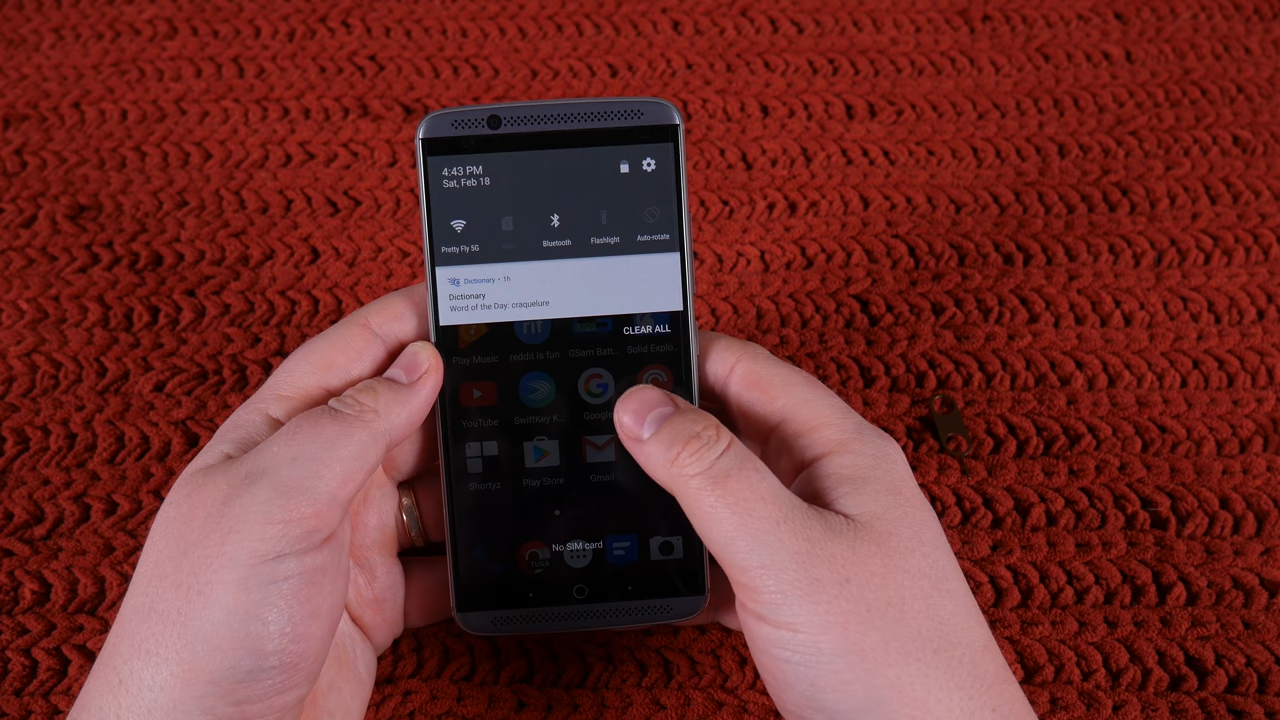 4:43 PM
Sat, Feb 18
Pretty Fly 5G
Bluetooth
Flashlight
Auto-rotate
Dictionary • 1h
Dictionary
Word of the Day: craquelure
CLEAR ALL
Play Music
reddit is fun
GSam Batt...
Solid Explo...
YouTube
SwiftKey K...
Google
Shortyz
Play Store
Gmail
No SIM card